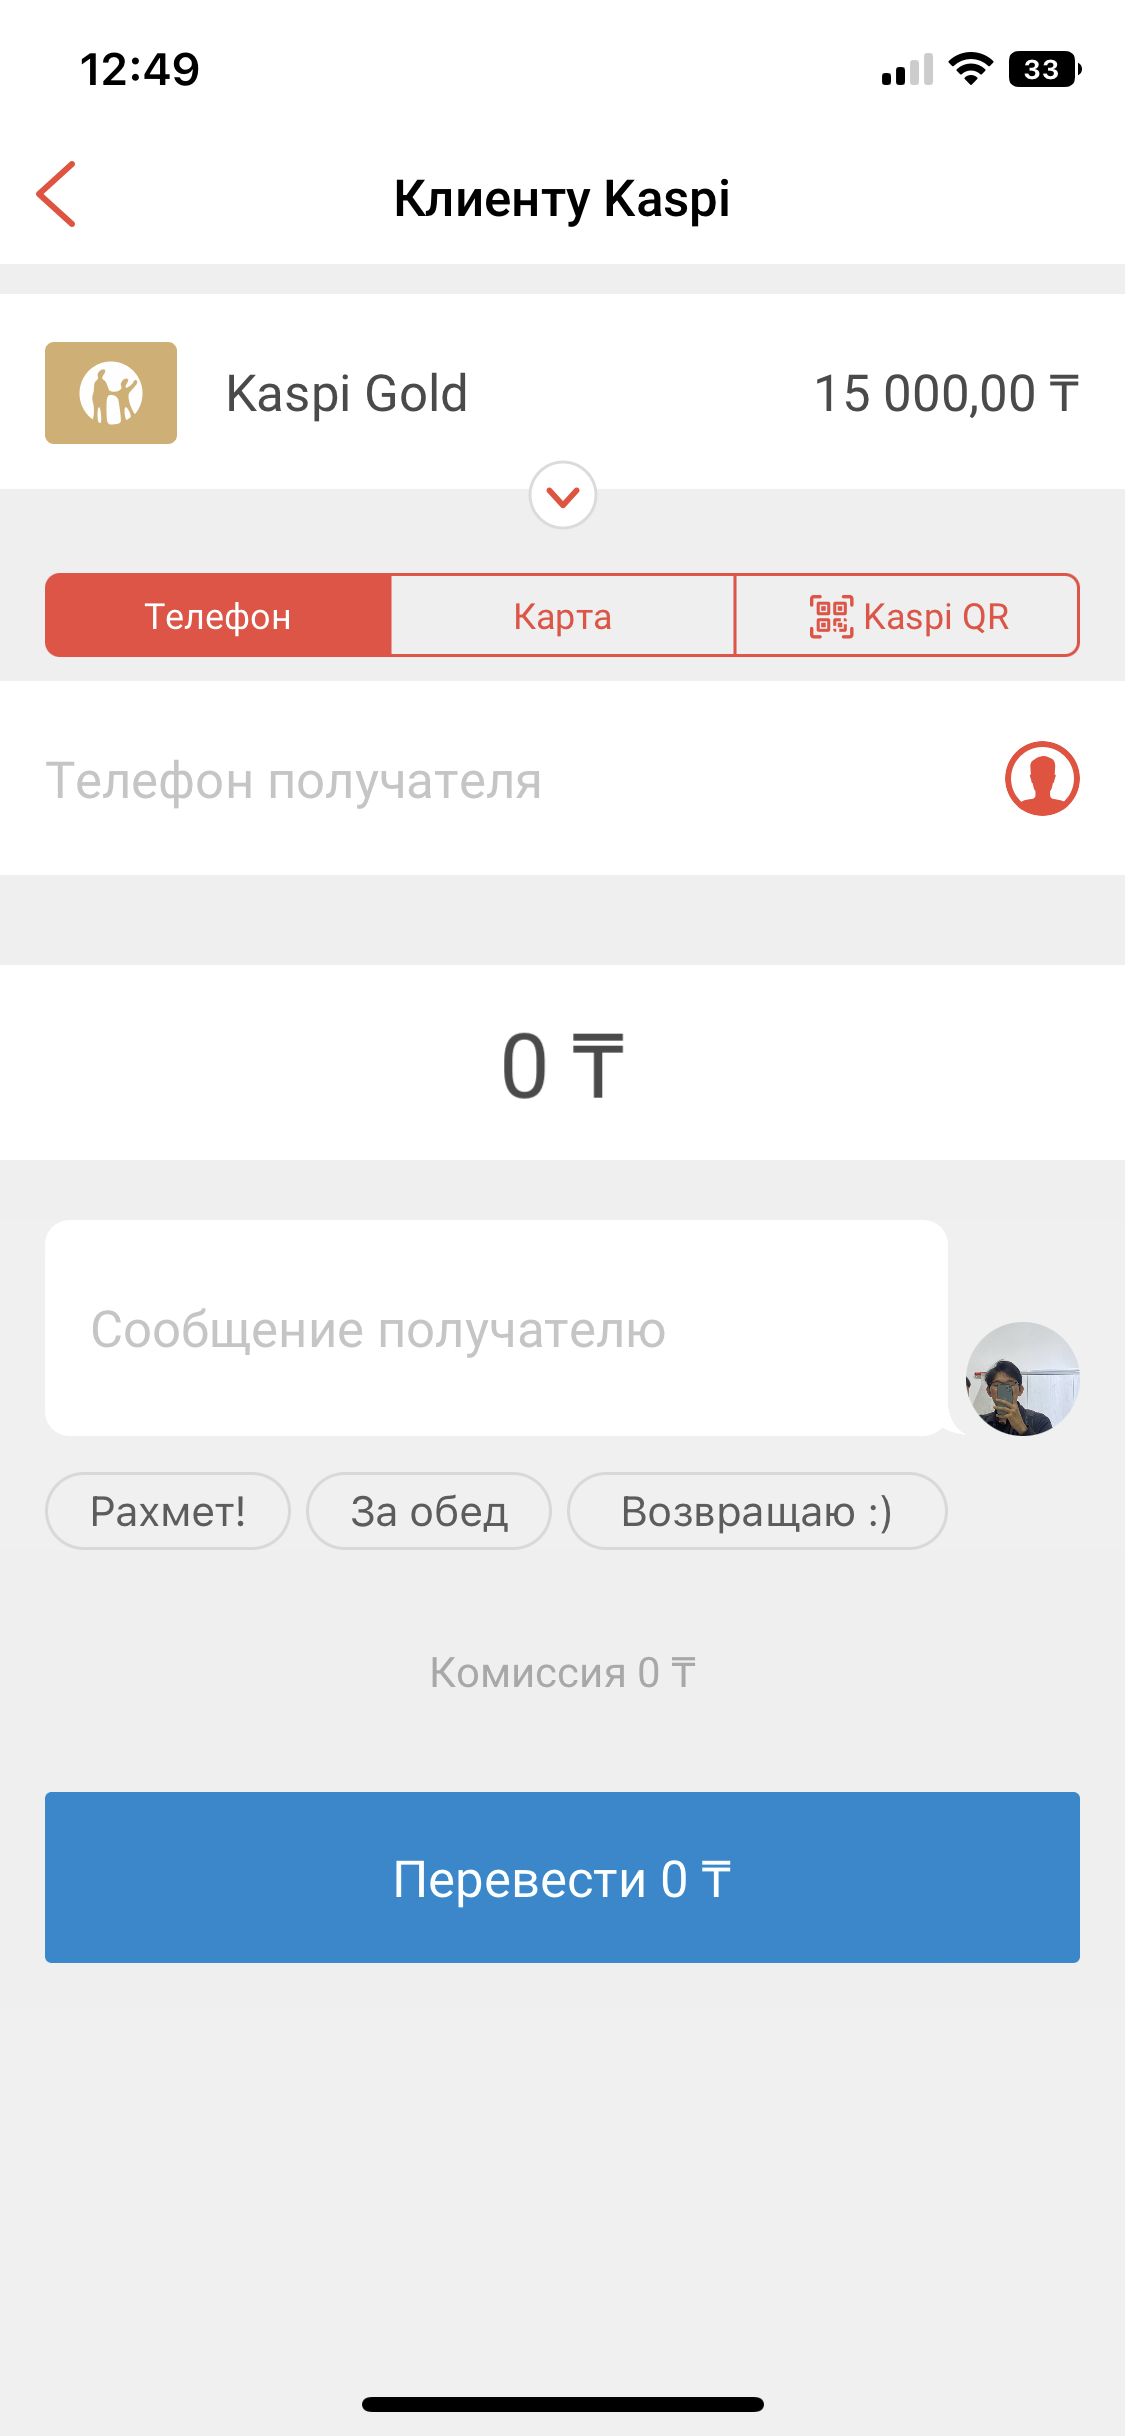 12:49
33
Клиенту Kaspi
Kaspi Gold
15 000,00 ₸
Телефон
Карта
Kaspi QR
Телефон получателя
0 ₸
Сообщение получателю
Рахмет!
За обед
Возвращаю :)
Комиссия 0 ₸
Перевести 0 ₸